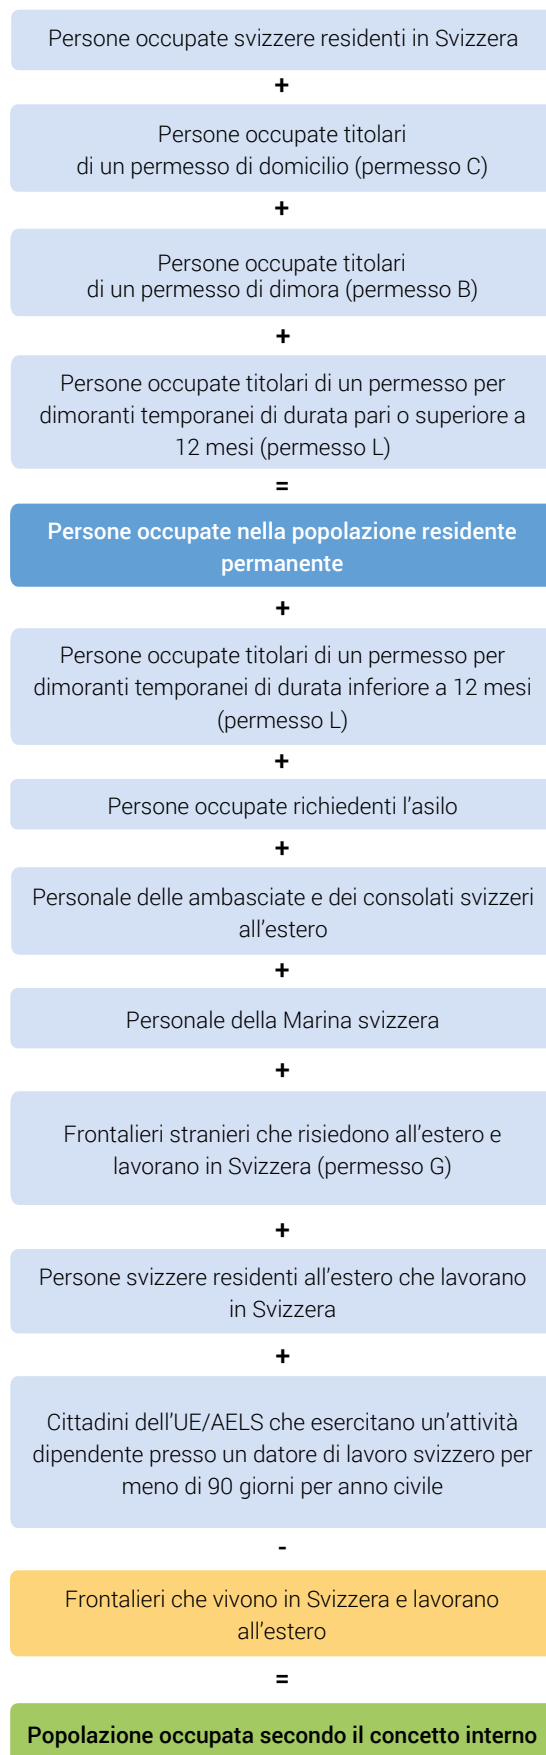 Persone occupate svizzere residenti in Svizzera
+
Persone occupate titolari
di un permesso di domicilio (permesso C)
+
Persone occupate titolari
di un permesso di dimora (permesso B)
+
Persone occupate titolari di un permesso per
dimoranti temporanei di durata pari o superiore a
12 mesi (permesso L)
=
Persone occupate nella popolazione residente
permanente
+
Persone occupate titolari di un permesso per
dimoranti temporanei di durata inferiore a 12 mesi
(permesso L)
+
Persone occupate richiedenti l'asilo
+
Personale delle ambasciate e dei consolati svizzeri
all'estero
+
Personale della Marina svizzera
+
Frontalieri stranieri che risiedono all'estero e
lavorano in Svizzera (permesso G)
+
Persone svizzere residenti all'estero che lavorano
in Svizzera
+
Cittadini dell'UE/AELS che esercitano un'attività
dipendente presso un datore di lavoro svizzero per
meno di 90 giorni per anno civile
-
Frontalieri che vivono in Svizzera e lavorano
all'estero
=
Popolazione occupata secondo il concetto interno